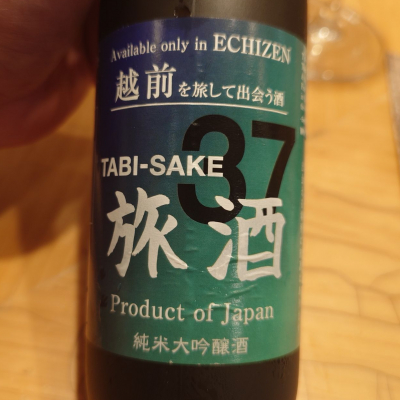 Available only in ECHIZEN
越前を旅して出会う酒
37
TABI-SAKE
旅酒
Product of Japan
純米大吟醸酒